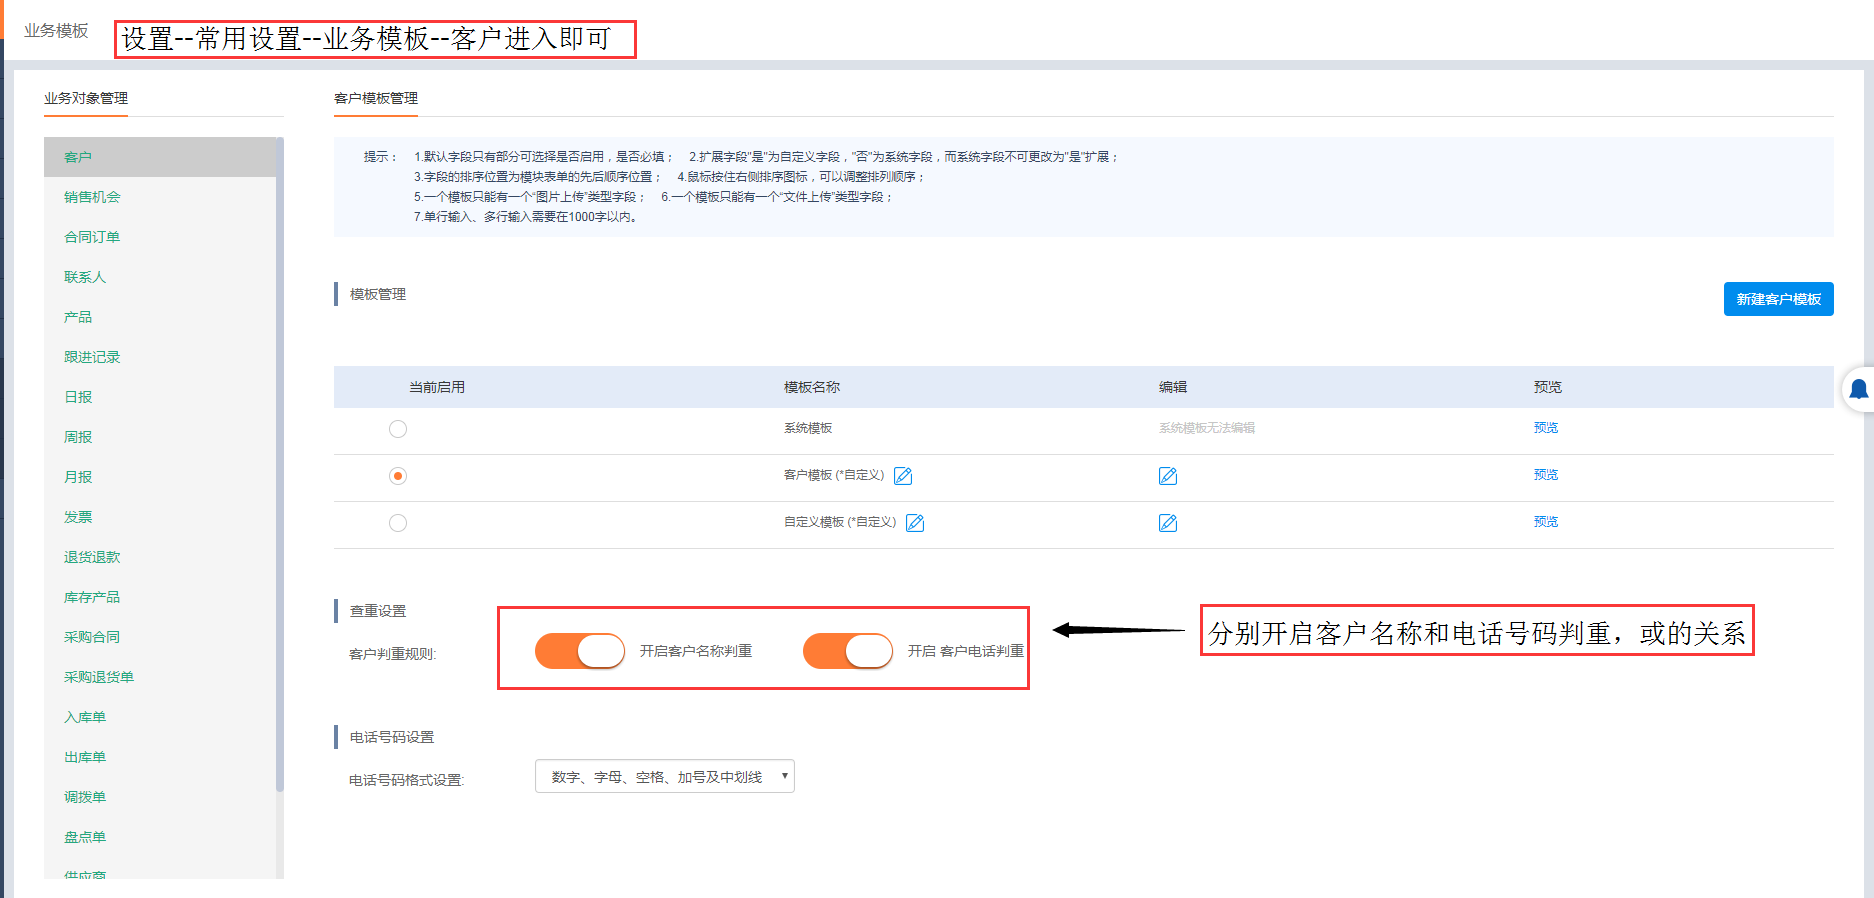 业务模板
设置--常用设置--业务模板--客户进入即可
业务对象管理
客户
销售机会
合同订单
联系人
产品
跟进记录
日报
周报
月报
发票
退货退款
库存产品
采购合同
采购退货单
入库单
出库单
调拨单
盘点单
供应商
客户模板管理
提示： 1.默认字段只有部分可选择是否启用，是否必填； 2.扩展字段"是"为自定义字段，"否"为系统字段，而系统字段不可更改为"是"扩展；
3.字段的排序位置为模块表单的先后顺序位置； 4.鼠标按住右侧排序图标，可以调整排列顺序；
5.一个模板只能有一个“图片上传”类型字段； 6.一个模板只能有一个“文件上传”类型字段；
7.单行输入、多行输入需要在1000字以内。
模板管理
新建客户模板
当前启用 模板名称 编辑 预览
系统模板 系统模板无法编辑 预览
客户模板 (*自定义) 预览
自定义模板 (*自定义) 预览
查重设置
客户判重规则: 开启客户名称判重 开启 客户电话判重
分别开启客户名称和电话号码判重，或的关系
电话号码设置
电话号码格式设置: 数字、字母、空格、加号及中划线